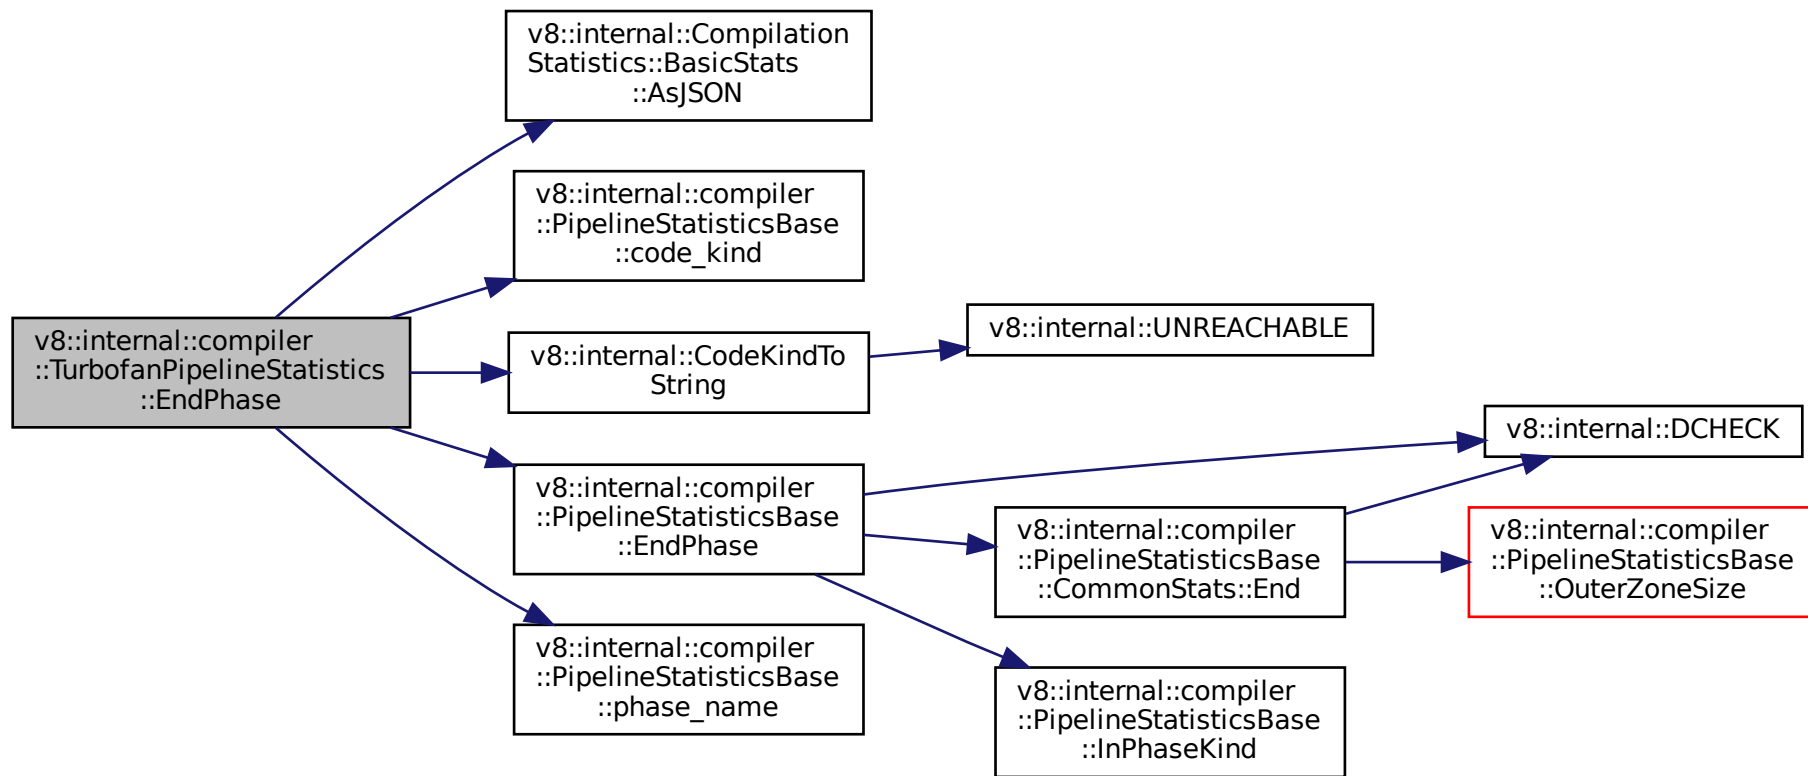 v8::internal::Compilation
Statistics::BasicStats
::AsJSON
v8::internal::compiler
::PipelineStatisticsBase
::code_kind
v8::internal::compiler
::TurbofanPipelineStatistics
::EndPhase
v8::internal::CodeKindTo
String
v8::internal::UNREACHABLE
v8::internal::compiler
::PipelineStatisticsBase
::EndPhase
v8::internal::DCHECK
v8::internal::compiler
::PipelineStatisticsBase
::CommonStats::End
v8::internal::compiler
::PipelineStatisticsBase
::OuterZoneSize
v8::internal::compiler
::PipelineStatisticsBase
::phase_name
v8::internal::compiler
::PipelineStatisticsBase
::InPhaseKind